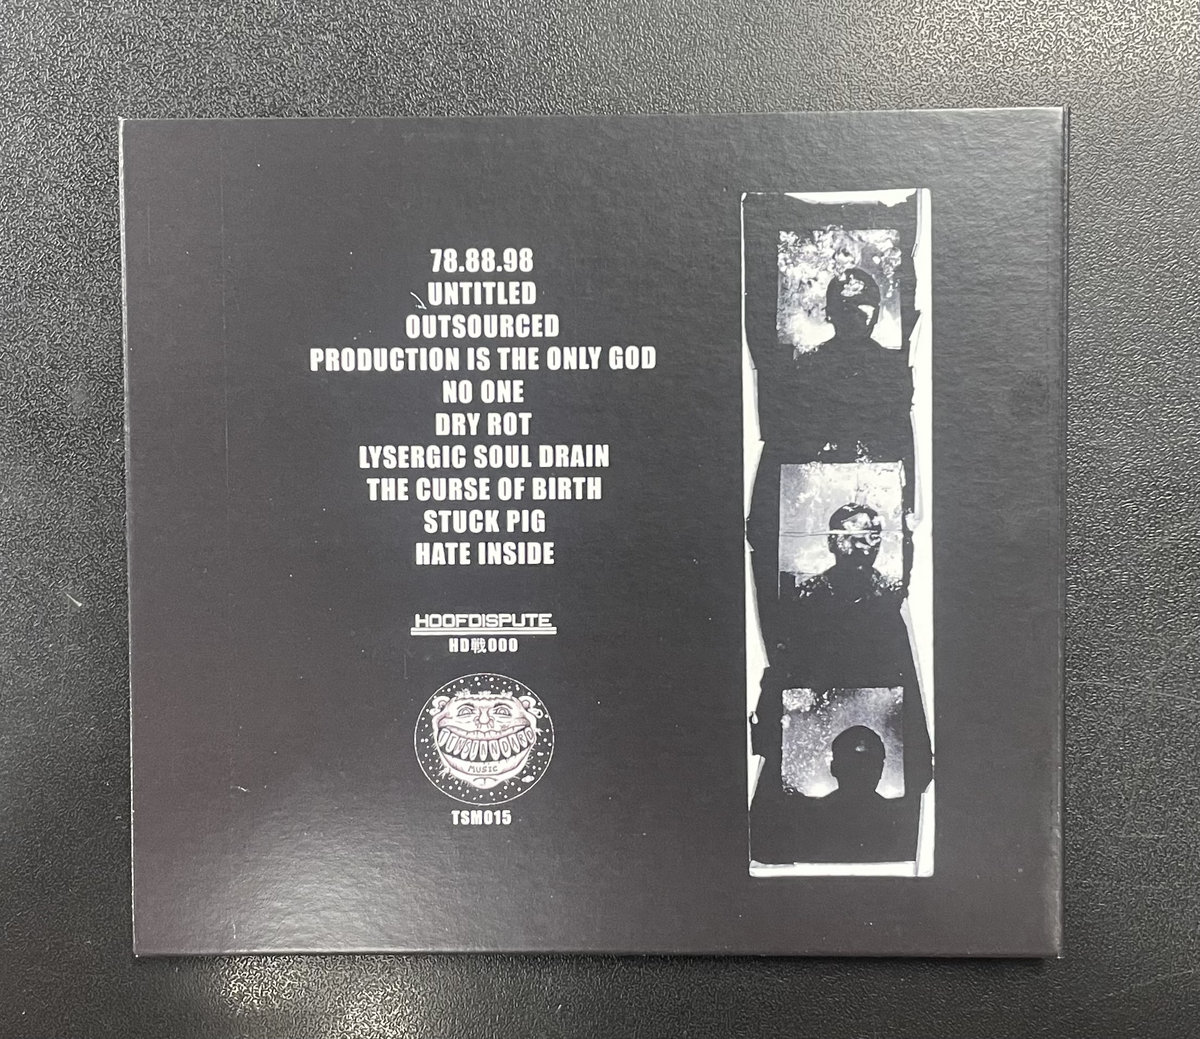 78.88.98
UNTITLED
OUTSOURCED
PRODUCTION IS THE ONLY GOD
NO ONE
DRY ROT
LYSERGIC SOUL DRAIN
THE CURSE OF BIRTH
STUCK PIG
HATE INSIDE
HOOFDISPUTE
HD戦000
MUSIC
TSM015